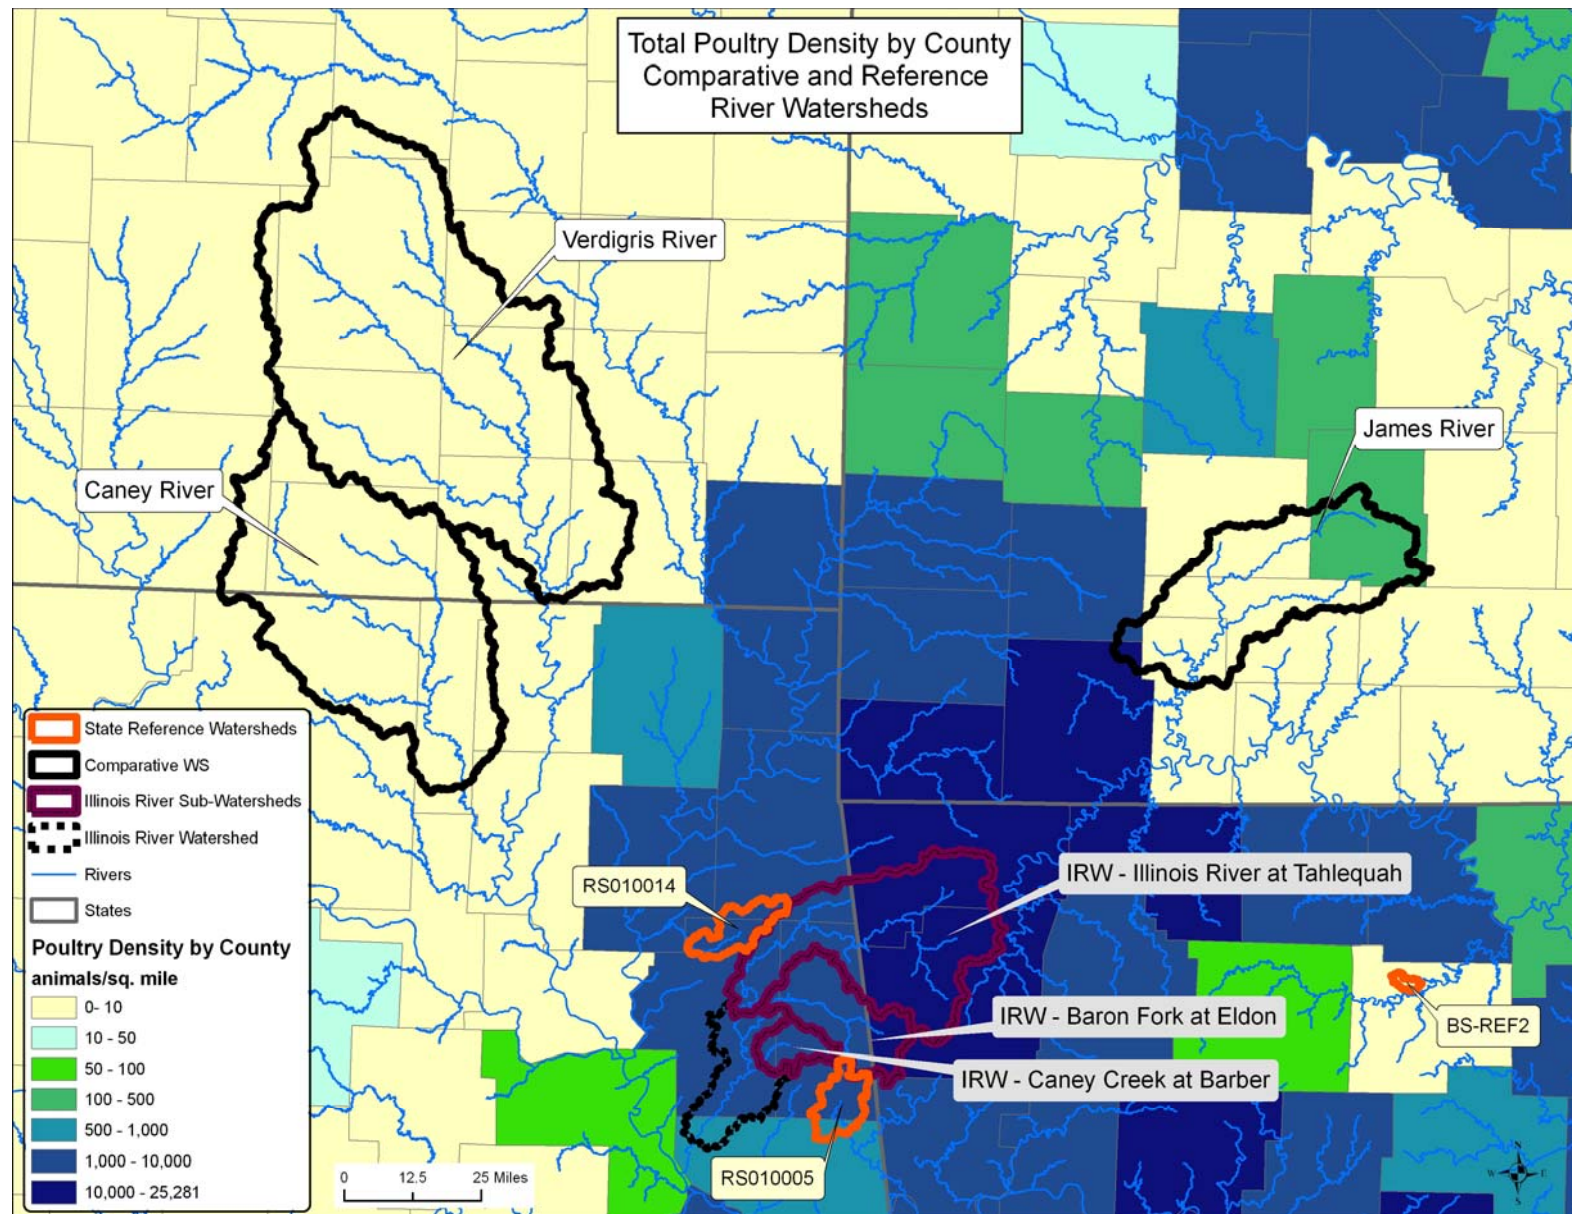 Total Poultry Density by County
Comparative and Reference
River Watersheds
Verdigris River
James River
Caney River
State Reference Watersheds
Comparative WS
Illinois River Sub-Watersheds
Illinois River Watershed
Rivers
States
Poultry Density by County
animals/sq. mile
0- 10
10 - 50
50 - 100
100 - 500
500 - 1,000
1,000 - 10,000
10,000 - 25,281
RS010014
IRW - Illinois River at Tahlequah
IRW - Baron Fork at Eldon
BS-REF2
IRW - Caney Creek at Barber
RS010005
0 12.5 25 Miles
N
W E
S